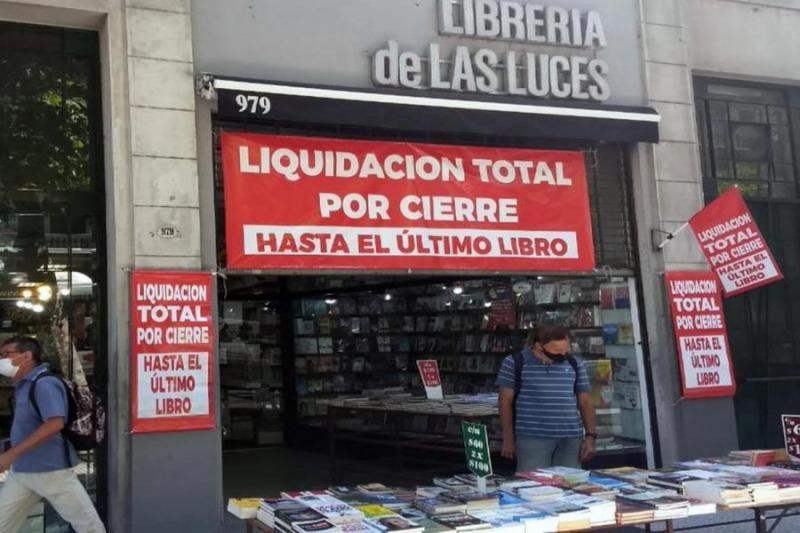 LIBRERIA
de LAS LUCES
979
LIQUIDACION TOTAL
POR CIERRE
HASTA EL ÚLTIMO LIBRO
979
LIQUIDACION
TOTAL
POR CIERRE
HASTA EL
ÚLTIMO
LIBRO
LIQUIDACION
TOTAL
POR CIERRE
HASTA EL
ÚLTIMO LIBRO
LIQUIDACION
TOTAL
POR CIERRE
HASTA EL
ÚLTIMO
LIBRO
c/u
$60
2x
$100